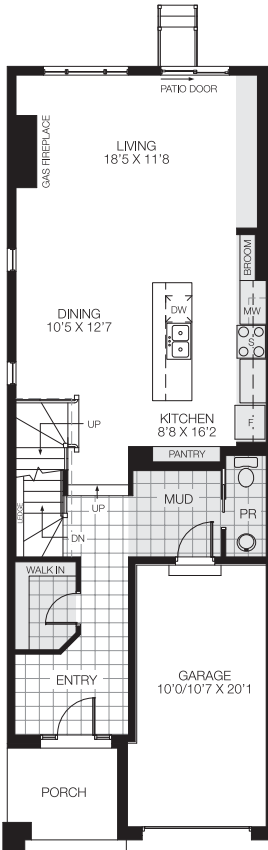 PATIO DOOR
GAS FIREPLACE
LIVING
18'5 X 11'8
BROOM
DW
MW
DINING
10'5 X 12'7
S
KITCHEN
8'8 X 16'2
F
UP
PANTRY
UP
MUD
PR
LEDGE
DN
WALK IN
ENTRY
GARAGE
10'0/10'7 X 20'1
PORCH